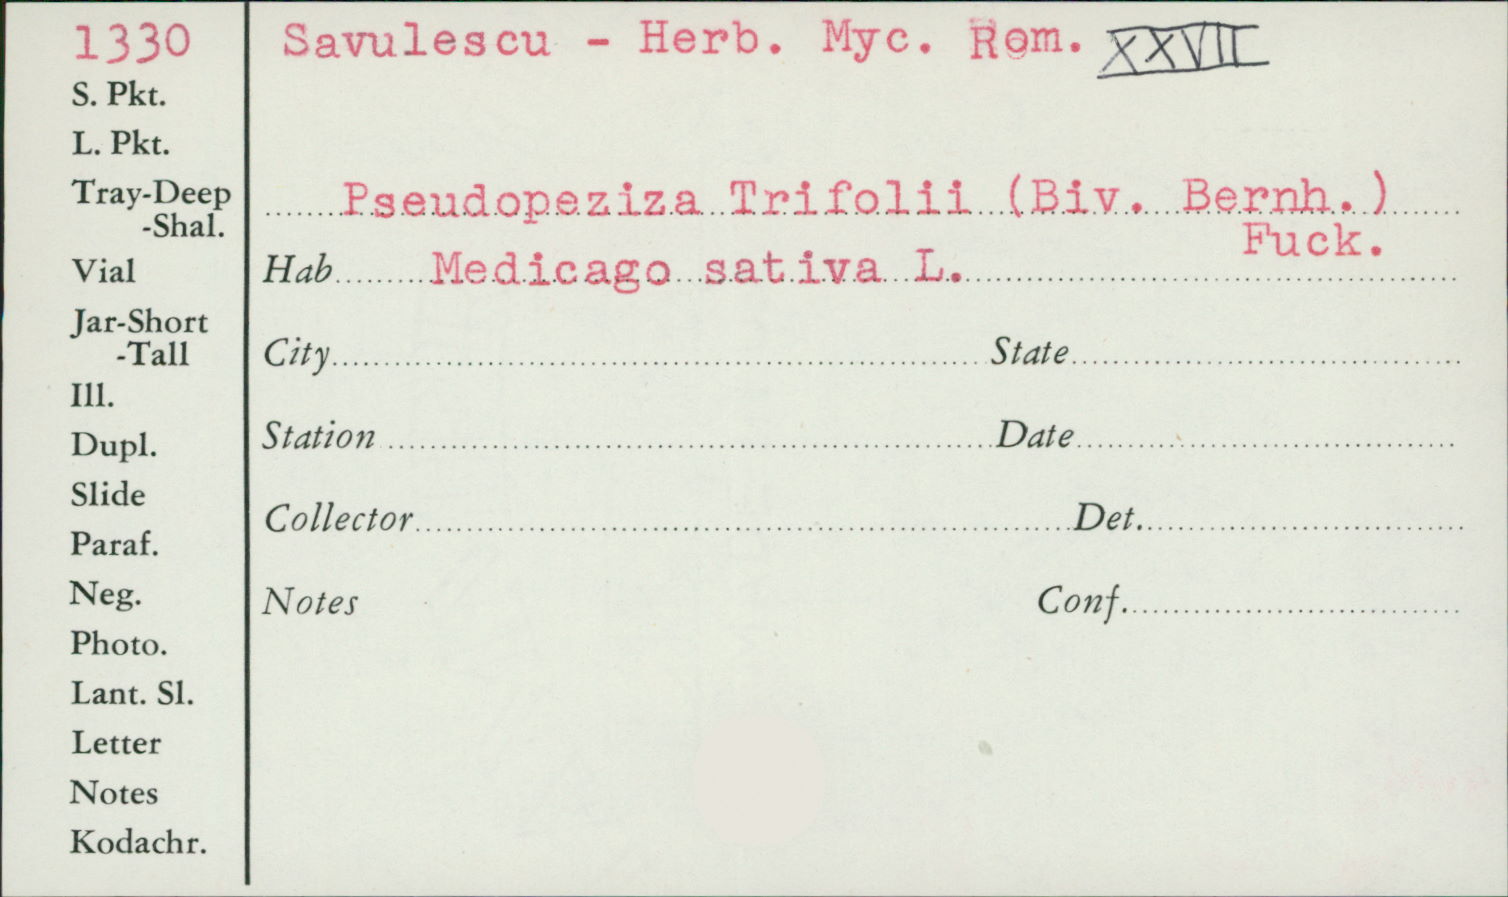 1330 Savulescu - Herb. Myc. Rom. XXVII
S. Pkt.
L. Pkt.
Tray-Deep
-Shal.
Pseudopeziza Trifolii (Biv. Bernh.)
Fuck.
Vial
Hab Medicago sativa L.
Jar-Short
-Tall
City State
Ill.
Dupl.
Station Date
Slide
Collector Det.
Paraf.
Neg.
Notes Conf.
Photo.
Lant. Sl.
Letter
Notes
Kodachr.